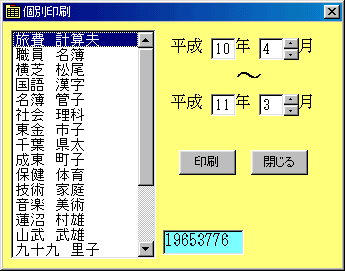 個別印刷
旅費 計算夫
職員 名簿
横芝 松尾
国語 漢字
名簿 管子
社会 理科
東金 市子
千葉 県太
成東 町子
保健 体育
技術 家庭
音楽 美術
蓮沼 村雄
山武 武雄
九十九 里子
平成 10 年 4 月
～
平成 11 年 3 月
印刷 閉じる
19653776